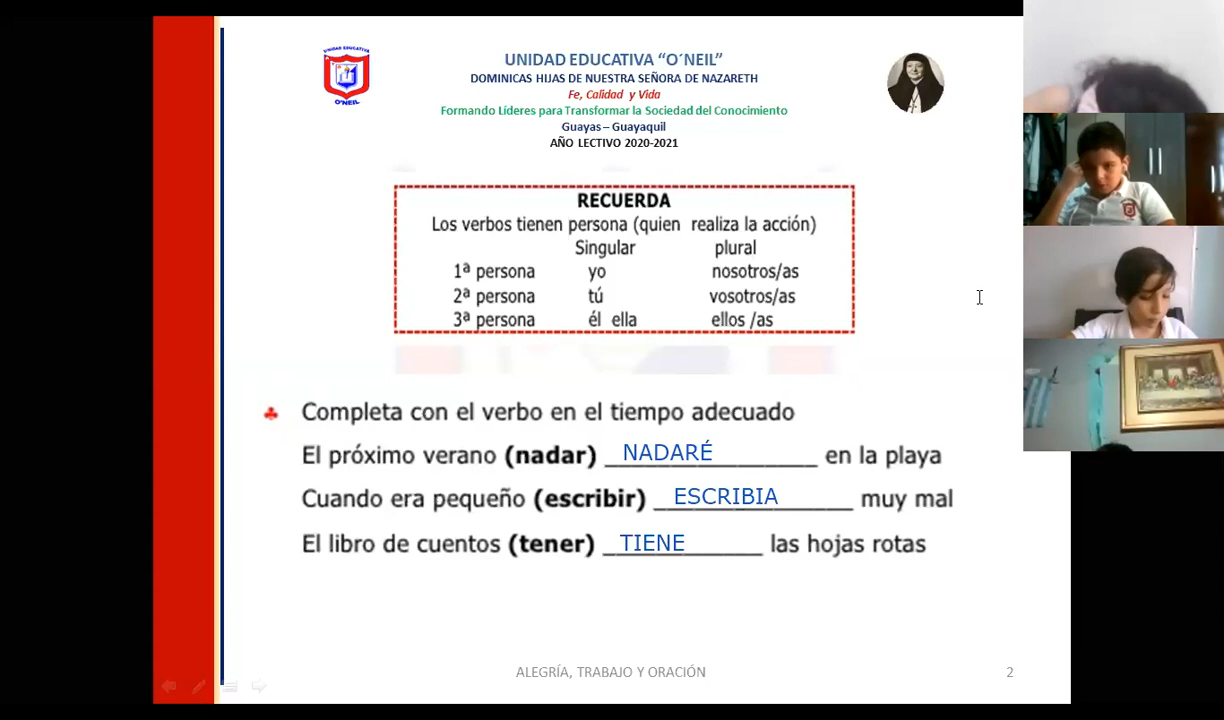 UNIDAD EDUCATIVA
O´NEIL
UNIDAD EDUCATIVA “O´NEIL”
DOMINICAS HIJAS DE NUESTRA SEÑORA DE NAZARETH
Fe, Calidad y Vida
Formando Líderes para Transformar la Sociedad del Conocimiento
Guayas – Guayaquil
AÑO LECTIVO 2020-2021
RECUERDA
Los verbos tienen persona (quien realiza la acción)
Singular plural
1ª persona yo nosotros/as
2ª persona tú vosotros/as
3ª persona él ella ellos /as
Completa con el verbo en el tiempo adecuado
El próximo verano (nadar) NADARÉ en la playa
Cuando era pequeño (escribir) ESCRIBIA muy mal
El libro de cuentos (tener) TIENE las hojas rotas
ALEGRÍA, TRABAJO Y ORACIÓN 2